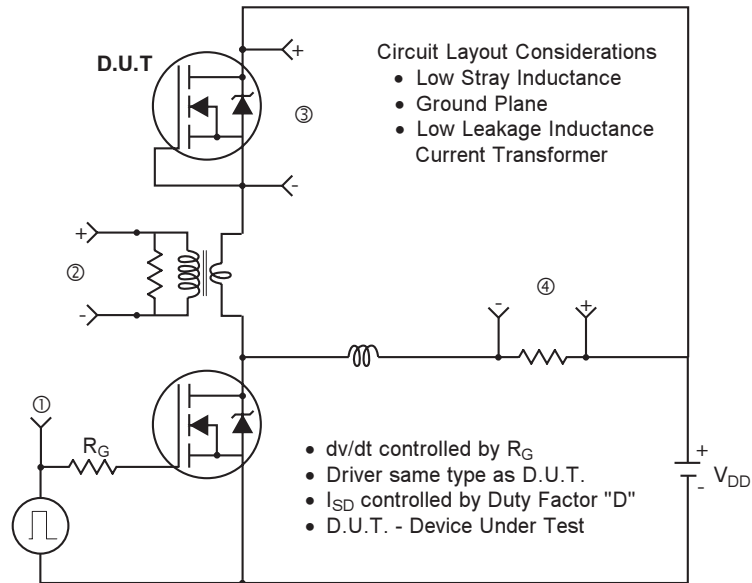 D.U.T
+
-
③
Circuit Layout Considerations
• Low Stray Inductance
• Ground Plane
• Low Leakage Inductance
Current Transformer
+
②
-
④
-
+
①
RG
• dv/dt controlled by RG
• Driver same type as D.U.T.
• ISD controlled by Duty Factor "D"
• D.U.T. - Device Under Test
+
-
VDD